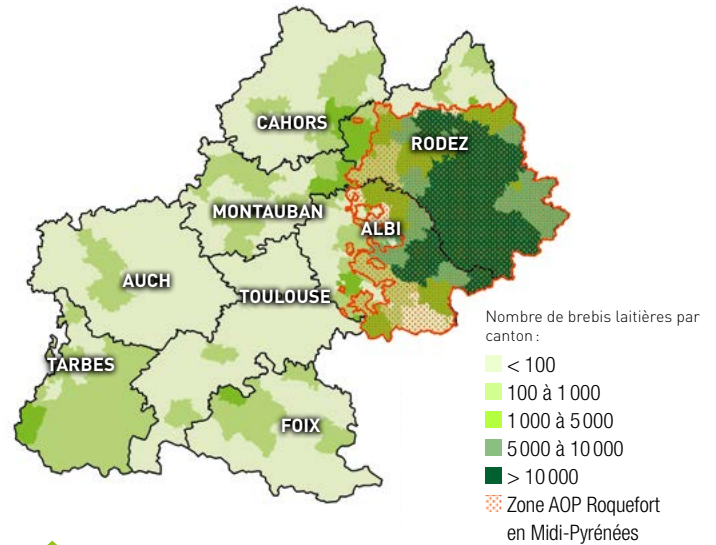 CAHORS
RODEZ
MONTAUBAN
ALBI
AUCH
TOULOUSE
TARBES
FOIX
Nombre de brebis laitières par
canton :
< 100
100 à 1 000
1 000 à 5 000
5 000 à 10 000
> 10 000
Zone AOP Roquefort
en Midi-Pyrénées